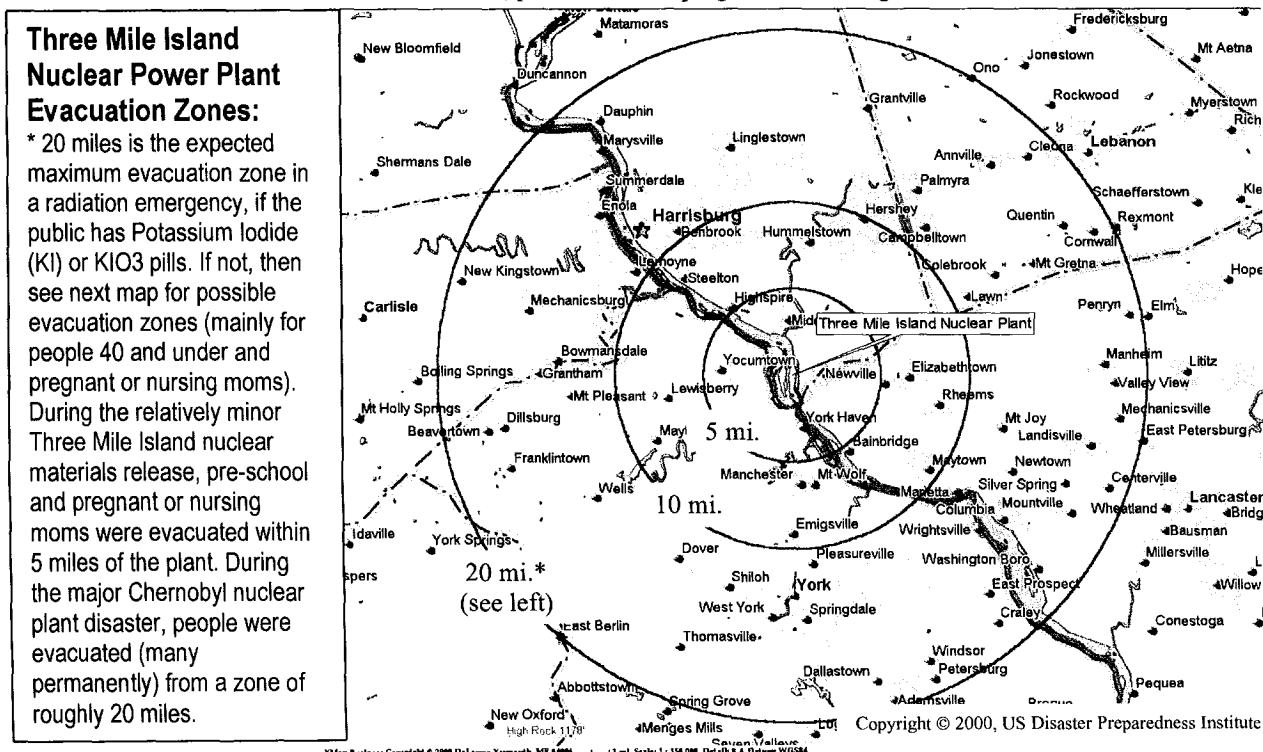 Three Mile Island
Nuclear Power Plant
Evacuation Zones:
* 20 miles is the expected
maximum evacuation zone in
a radiation emergency, if the
public has Potassium Iodide
(KI) or KIO3 pills. If not, then
see next map for possible
evacuation zones (mainly for
people 40 and under and
pregnant or nursing moms).
During the relatively minor
Three Mile Island nuclear
materials release, pre-school
and pregnant or nursing
moms were evacuated within
5 miles of the plant. During
the major Chernobyl nuclear
plant disaster, people were
evacuated (many
permanently) from a zone of
roughly 20 miles.
Matamoras
Fredericksburg
New Bloomfield
Jonestown
Mt Aetna
Duncannon
Ono
Grantville
Rockwood
Myerstown
Dauphin
Marysville
Linglestown
Cleona
Lebanon
Shermans Dale
Annville
Summerdale
Palmyra
Schaefferstown
Enola
Harrisburg
Hershey
Quentin
Rexmont
Penbrook
Hummelstown
Campbelltown
Cornwall
Lemoyne
Colebrook
Mt Gretna
New Kingstown
Steelton
Mechanicsburg
Highspire
Lawn
Carlisle
Penryn
Elm
Three Mile Island Nuclear Plant
Bowmansdale
Yocumtown
Newville
Elizabethtown
Manheim
Lititz
Boiling Springs
Grantham
Lewisberry
Valley View
Mt Pleasant
Rheems
Mt Holly Springs
Dillsburg
York Haven
Mt Joy
Mechanicsville
Beavertown
5 mi.
Bainbridge
Landisville
East Petersburg
Franklintown
Manchester
Mt Wolf
Maytown
Newtown
Centerville
Wells
Silver Spring
10 mi.
Marietta
Mountville
Lancaster
Columbia
Wheatland
Emigsville
Wrightsville
Bausman
Idaville
York Springs
Dover
Pleasureville
Washington Boro
Millersville
20 mi.*
Shiloh
York
East Prospect
Willow
(see left)
West York
Springdale
Craley
East Berlin
Conestoga
Thomasville
Windsor
Dallastown
Petersburg
Abbottstown
Pequea
Spring Grove
Adamsville
New Oxford
High Rock 1178'
Menges Mills
Seven Valleys
Copyright © 2000, US Disaster Preparedness Institute